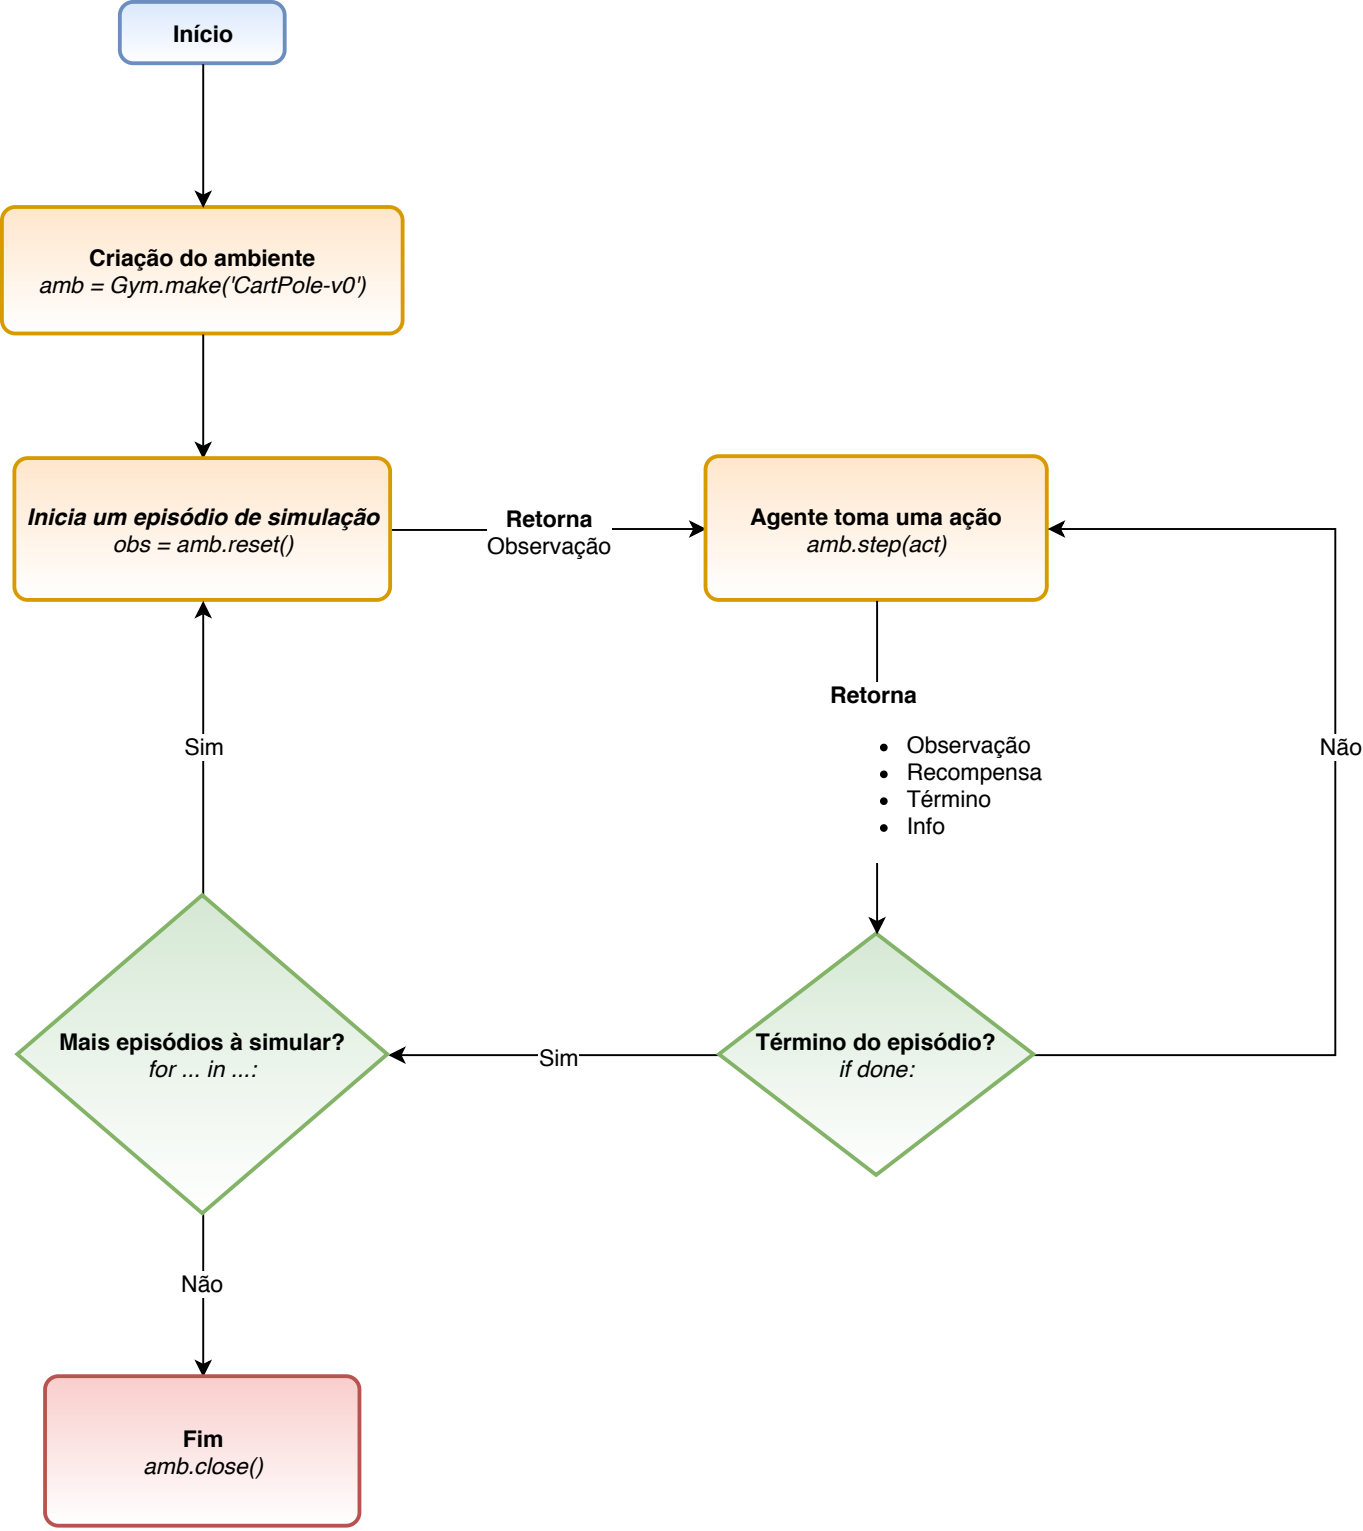 Início
Criação do ambiente
amb = Gym.make('CartPole-v0')
Inicia um episódio de simulação
obs = amb.reset()
Retorna
Observação
Agente toma uma ação
amb.step(act)
Retorna
• Observação
• Recompensa
• Término
• Info
Não
Sim
Término do episódio?
if done:
Sim
Mais episódios à simular?
for ... in ...:
Não
Fim
amb.close()